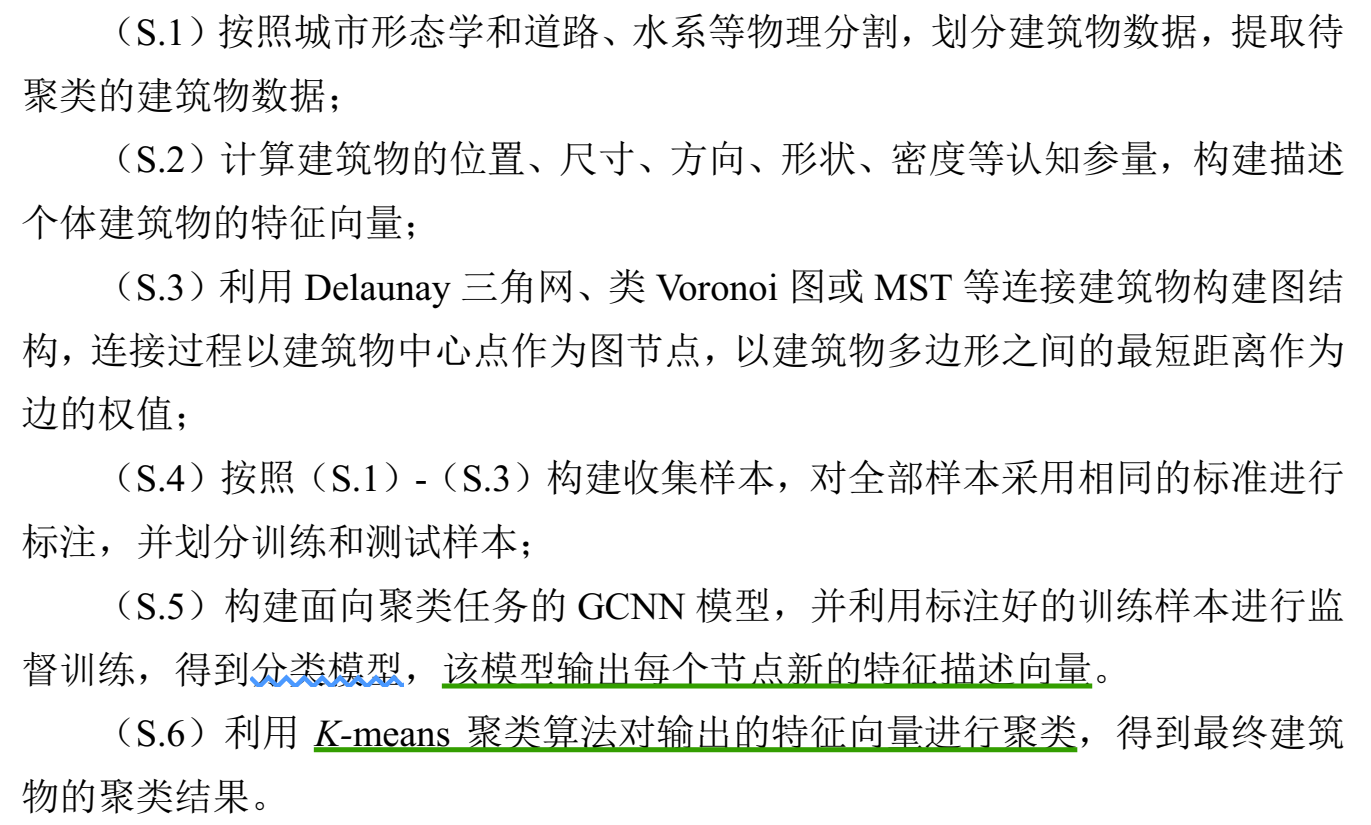 （S.1）按照城市形态学和道路、水系等物理分割，划分建筑物数据，提取待
聚类的建筑物数据；
（S.2）计算建筑物的位置、尺寸、方向、形状、密度等认知参量，构建描述
个体建筑物的特征向量；
（S.3）利用 Delaunay 三角网、类 Voronoi 图或 MST 等连接建筑物构建图结
构，连接过程以建筑物中心点作为图节点，以建筑物多边形之间的最短距离作为
边的权值；
（S.4）按照（S.1）-（S.3）构建收集样本，对全部样本采用相同的标准进行
标注，并划分训练和测试样本；
（S.5）构建面向聚类任务的 GCNN 模型，并利用标注好的训练样本进行监
督训练，得到分类模型，该模型输出每个节点新的特征描述向量。
（S.6）利用 K-means 聚类算法对输出的特征向量进行聚类，得到最终建筑
物的聚类结果。